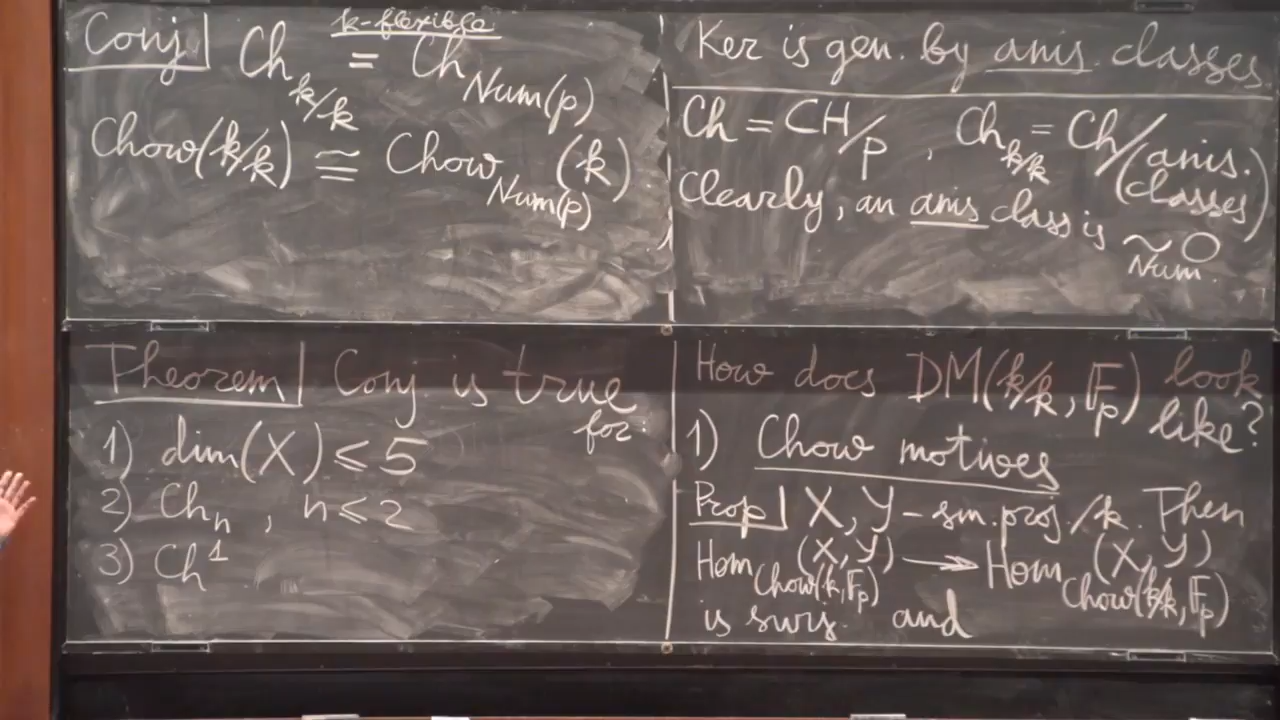 Conj| Ch_{k/k} \overset{k-flexible}{=} Ch_{Num(p)}
Chow(k/k) ≅ Chow_{Num(p)}(k)
Ker is gen. by anis. classes
Ch = CH/p , Ch_{k/k} = Ch/(anis. classes)
Clearly, an anis class is ~_{Num} 0
Theorem| Conj is true for:
1) dim(X) ⩽ 5
2) Ch_n , n ⩽ 2
3) Ch^1
How does DM(k/k, F_p) look like?
1) Chow motives
Prop| X, Y - sm. proj. /k. Then
Hom_{Chow(k, F_p)}(X, Y) ↠ Hom_{Chow(k/k, F_p)}(X, Y)
is surj. and